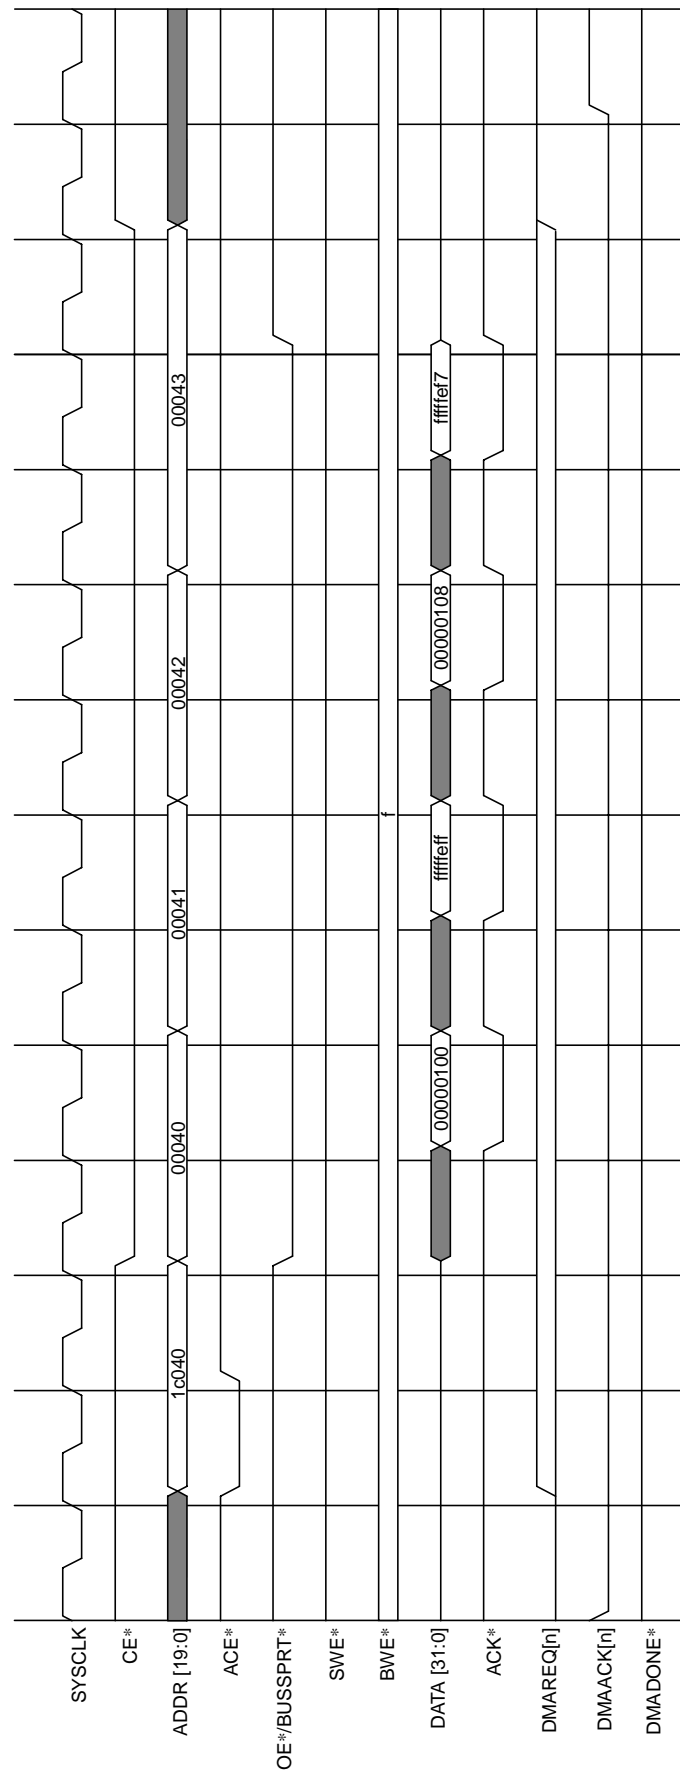 SYSCLK
CE*
ADDR [19:0]
1c040
00040
00041
00042
00043
ACE*
OE*/BUSSPRT*
SWE*
BWE*
f
DATA [31:0]
00000100
fffffeff
00000108
fffffef7
ACK*
DMAREQ[n]
DMAACK[n]
DMADONE*